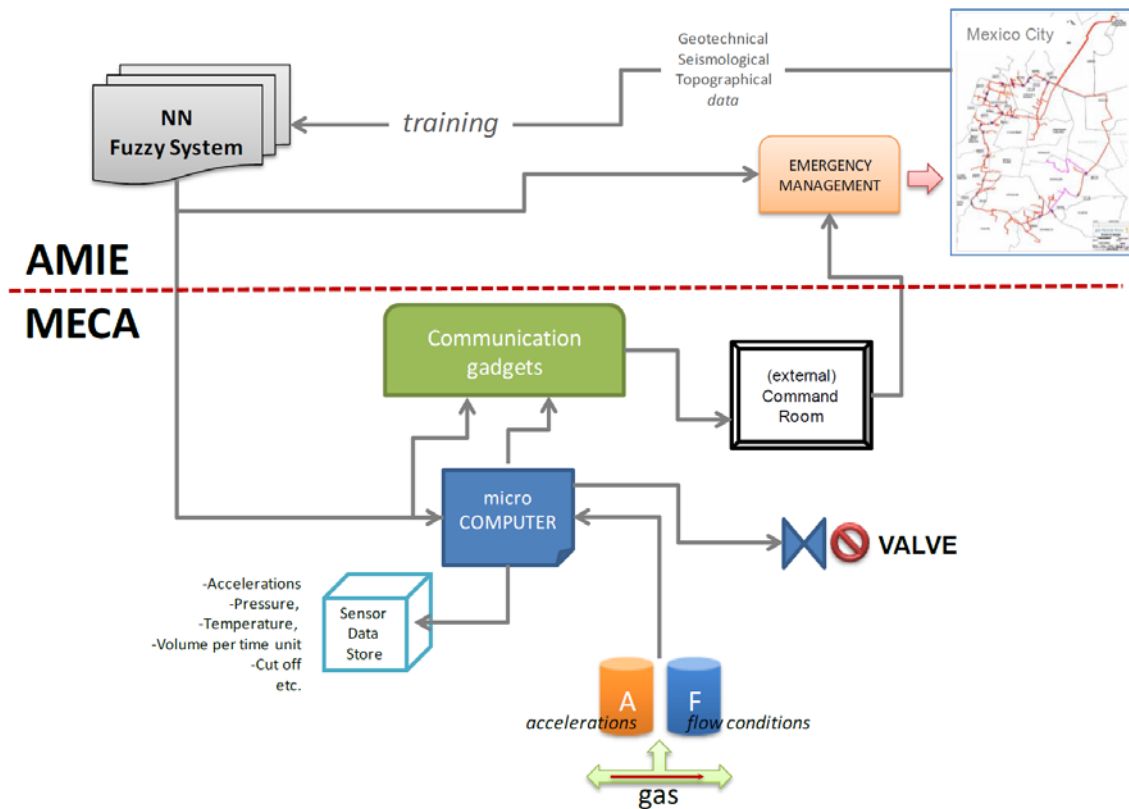 Geotechnical
Seismological
Topographical
data
Mexico City
NN
Fuzzy System
training
EMERGENCY
MANAGEMENT
AMIE
MECA
Communication
gadgets
(external)
Command
Room
micro
COMPUTER
VALVE
-Accelerations
-Pressure,
-Temperature,
-Volume per time unit
-Cut off
etc.
Sensor
Data
Store
A
F
accelerations
flow conditions
gas